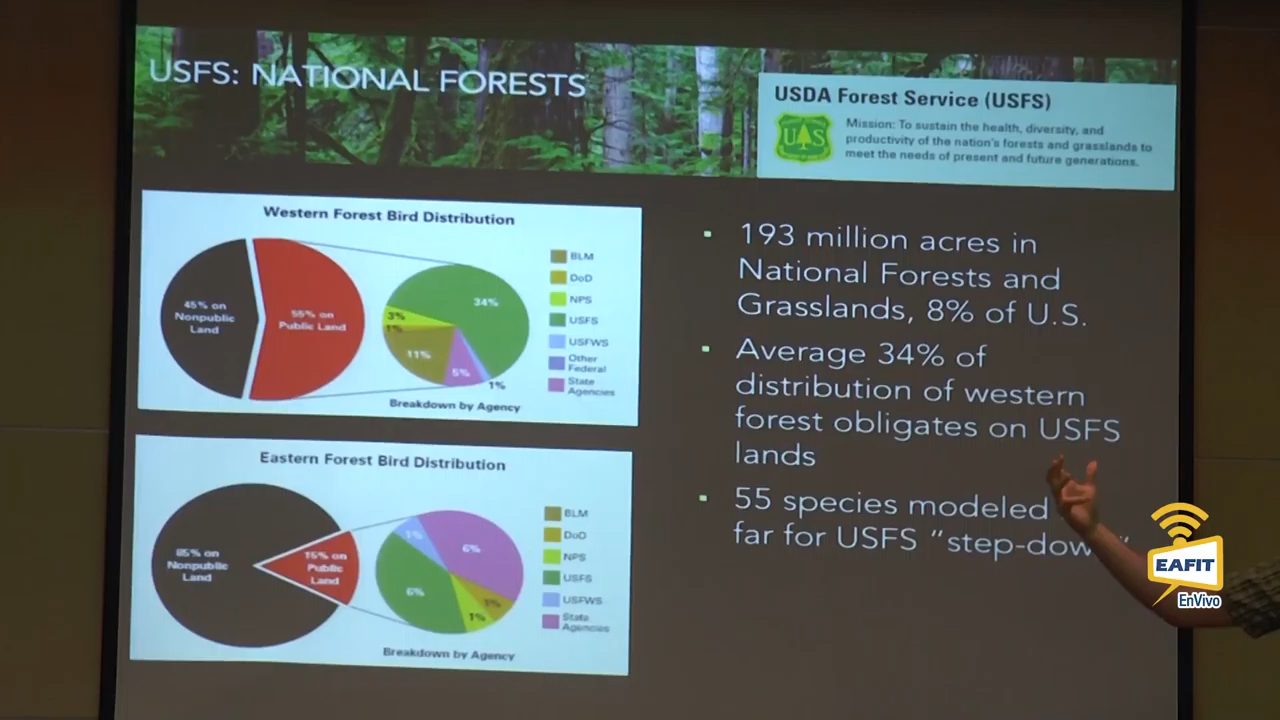 USFS: NATIONAL FORESTS
USDA Forest Service (USFS)
UAS
Mission: To sustain the health, diversity, and
productivity of the nation's forests and grasslands to
meet the needs of present and future generations.
Western Forest Bird Distribution
45% on
Nonpublic
Land
55% on
Public Land
34%
3%
1%
11%
5%
1%
BLM
DoD
NPS
USFS
USFWS
Other
Federal
State
Agencies
Breakdown by Agency
Eastern Forest Bird Distribution
85% on
Nonpublic
Land
15% on
Public
Land
1%
6%
6%
1%
1%
BLM
DoD
NPS
USFS
USFWS
State
Agencies
Breakdown by Agency
193 million acres in
National Forests and
Grasslands, 8% of U.S.
Average 34% of
distribution of western
forest obligates on USFS
lands
55 species modeled
far for USFS "step-dow
EAFIT
EnVivo